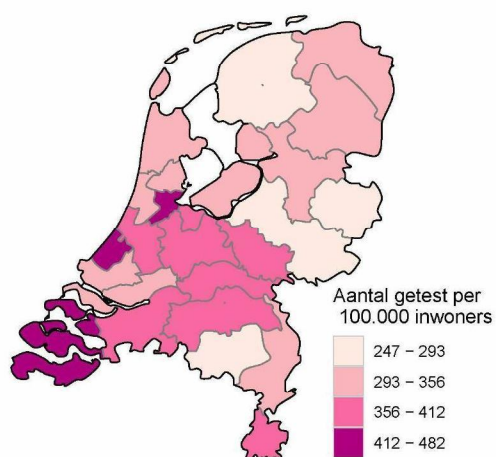 Aantal getest per
100.000 inwoners
247 – 293
293 – 356
356 – 412
412 – 482